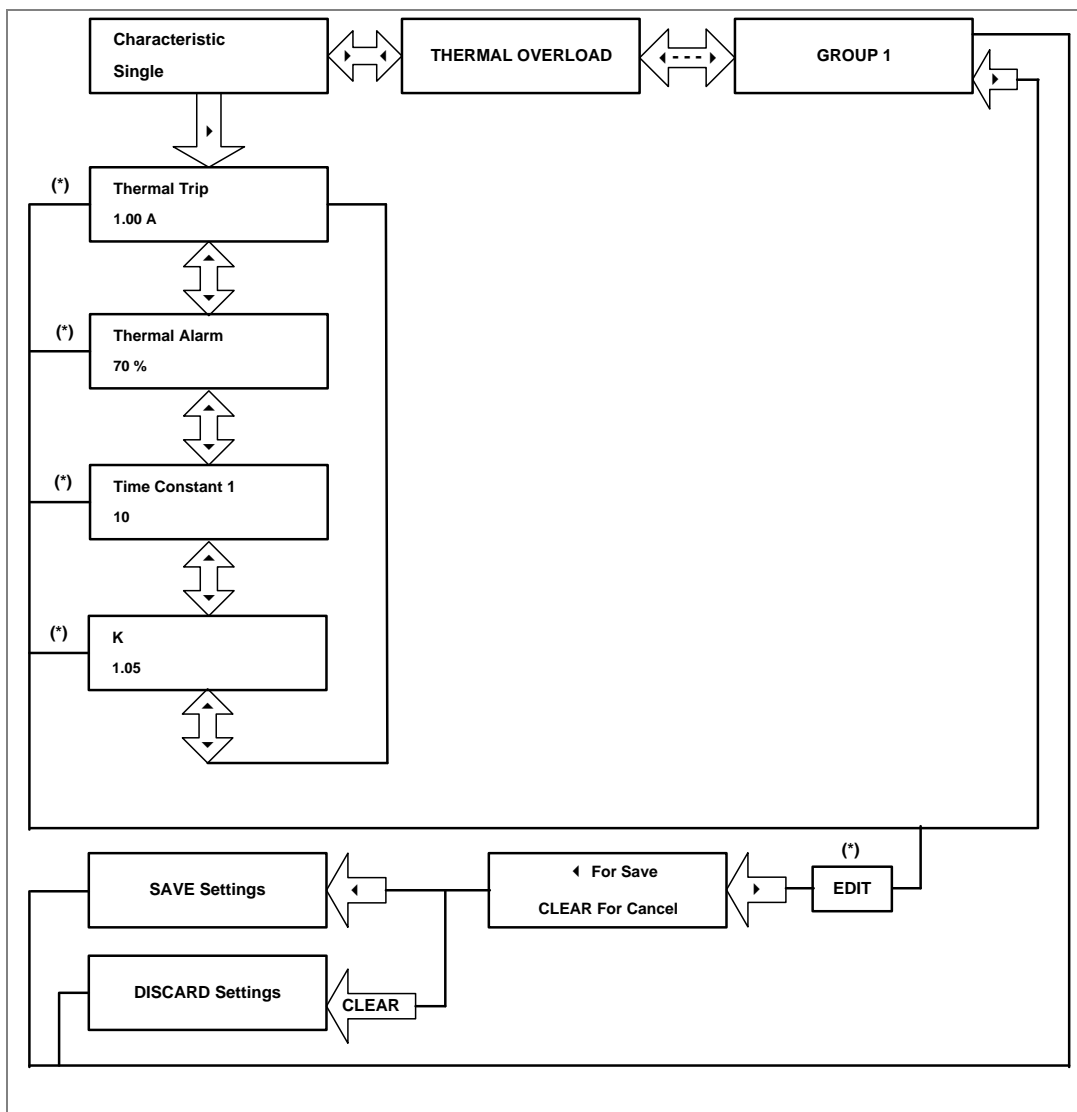 Characteristic
Single
THERMAL OVERLOAD
GROUP 1
(*)
Thermal Trip
1.00 A
(*)
Thermal Alarm
70 %
(*)
Time Constant 1
10
(*)
K
1.05
(*)
SAVE Settings
For Save
CLEAR For Cancel
EDIT
DISCARD Settings
CLEAR